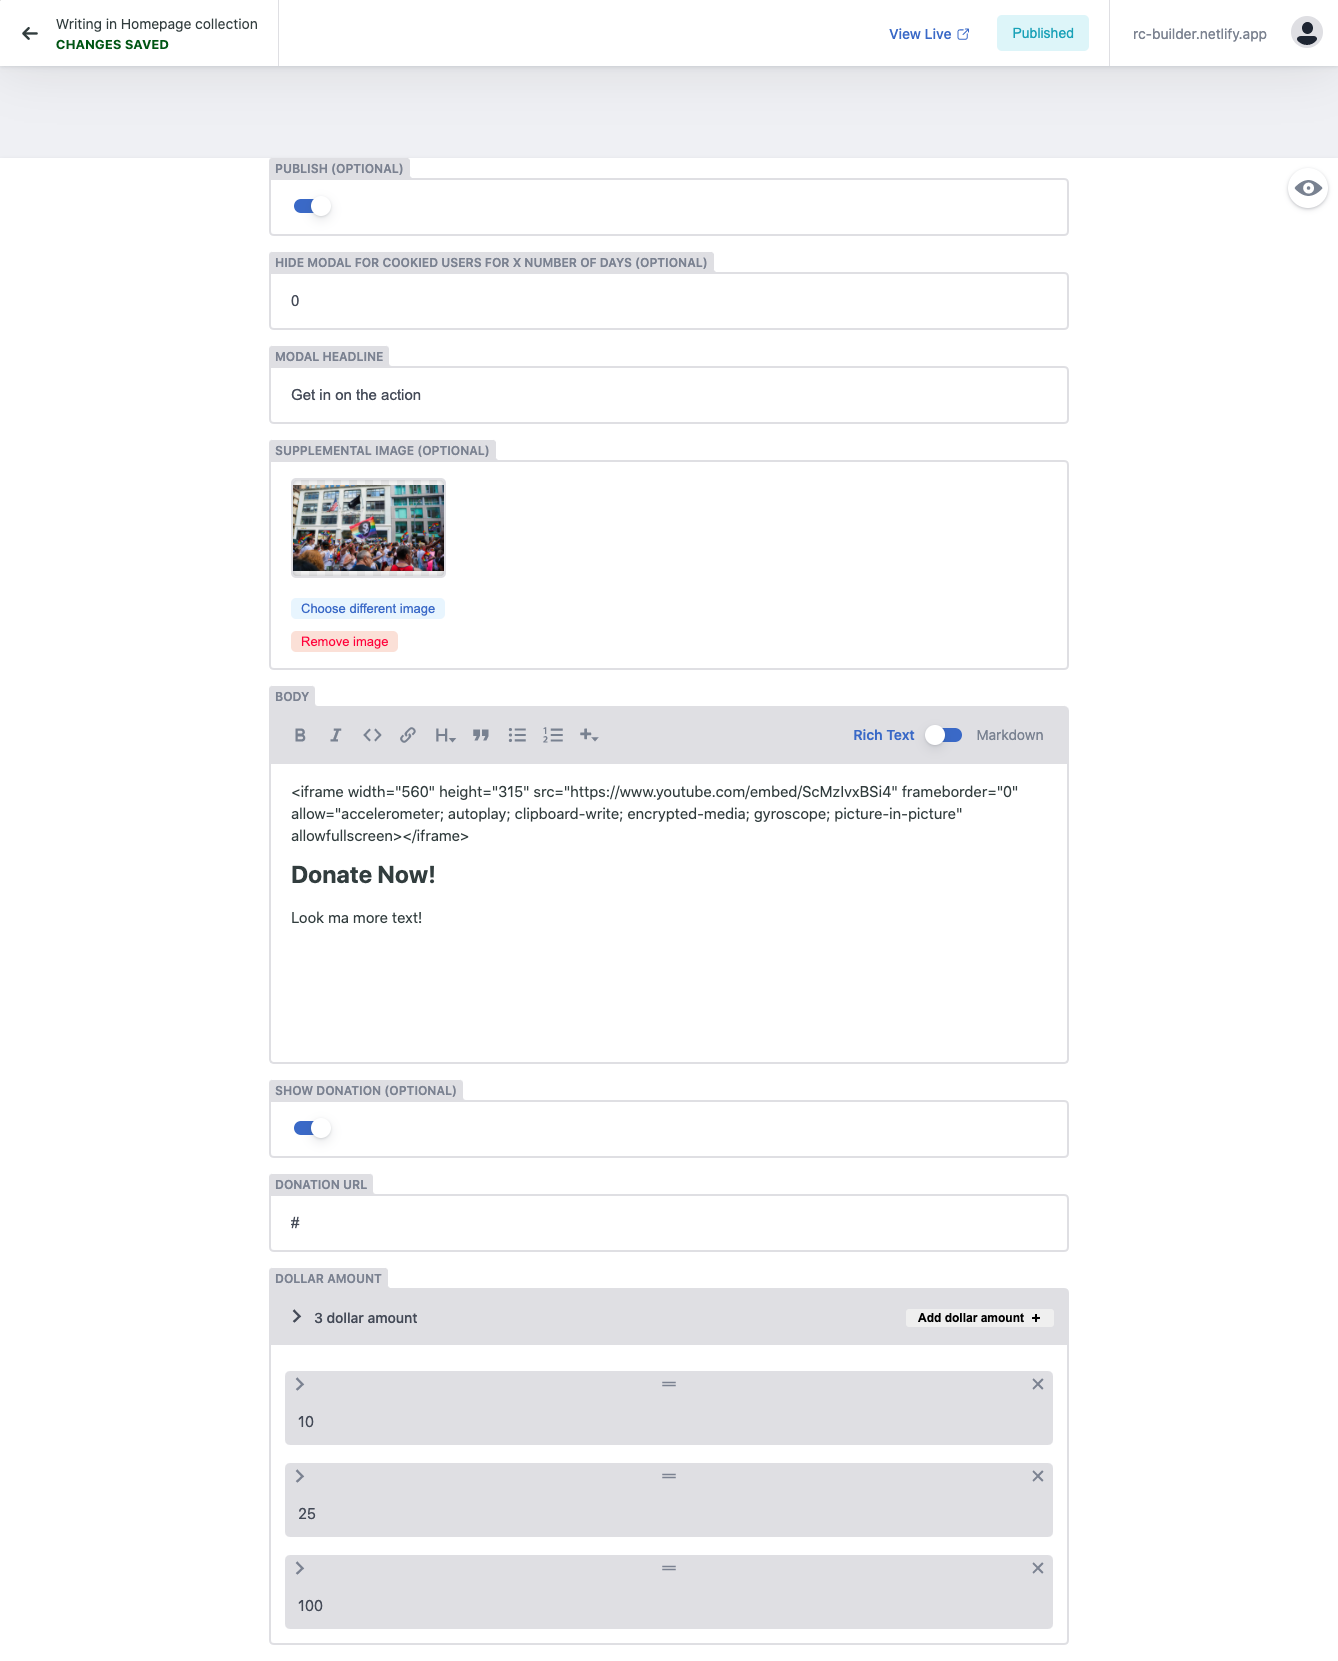 Writing in Homepage collection
CHANGES SAVED
View Live
Published
rc-builder.netlify.app
PUBLISH (OPTIONAL)
HIDE MODAL FOR COOKIED USERS FOR X NUMBER OF DAYS (OPTIONAL)
0
MODAL HEADLINE
Get in on the action
SUPPLEMENTAL IMAGE (OPTIONAL)
Choose different image
Remove image
BODY
B I <> H Rich Text Markdown
<iframe width="560" height="315" src="https://www.youtube.com/embed/ScMzIvxBSi4" frameborder="0"
allow="accelerometer; autoplay; clipboard-write; encrypted-media; gyroscope; picture-in-picture"
allowfullscreen></iframe>
Donate Now!
Look ma more text!
SHOW DONATION (OPTIONAL)
DONATION URL
#
DOLLAR AMOUNT
3 dollar amount
Add dollar amount +
10
25
100